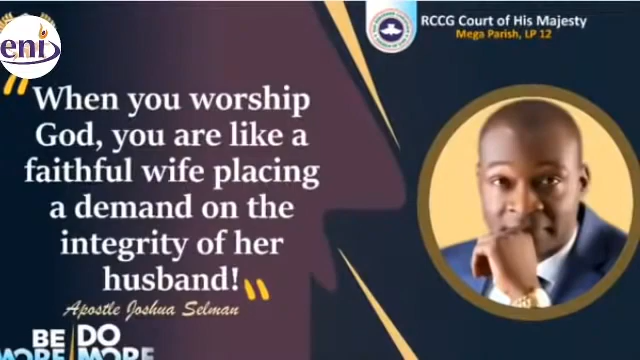 eni
RCCG Court of His Majesty
Mega Parish, LP 12
"When you worship
God, you are like a
faithful wife placing
a demand on the
integrity of her
husband!"
Apostle Joshua Selman
BE DO
MORE MORE